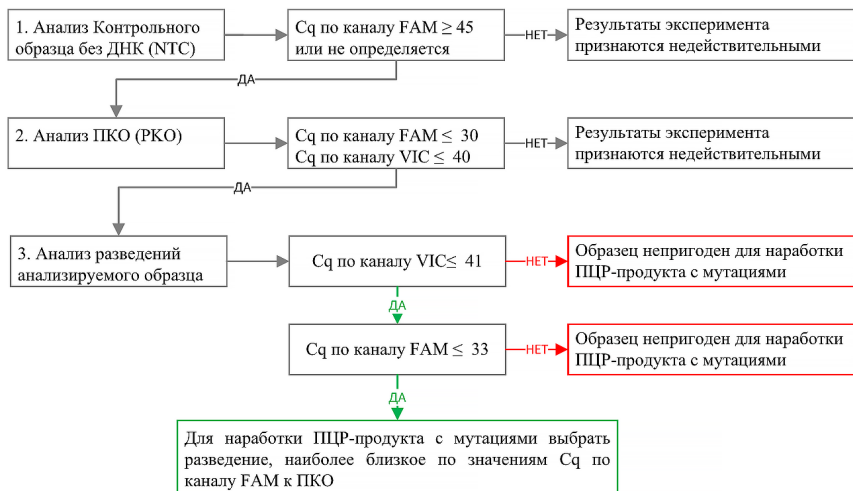 1. Анализ Контрольного
образца без ДНК (NTC)
Cq по каналу FAM ≥ 45
или не определяется
НЕТ
Результаты эксперимента
признаются недействительными
ДА
2. Анализ ПКО (PKO)
Cq по каналу FAM ≤ 30
Cq по каналу VIC ≤ 40
НЕТ
Результаты эксперимента
признаются недействительными
ДА
3. Анализ разведений
анализируемого образца
Cq по каналу VIC≤ 41
НЕТ
Образец непригоден для наработки
ПЦР-продукта с мутациями
ДА
Cq по каналу FAM ≤ 33
НЕТ
Образец непригоден для наработки
ПЦР-продукта с мутациями
ДА
Для наработки ПЦР-продукта с мутациями выбрать
разведение, наиболее близкое по значениям Cq по
каналу FAM к ПКО